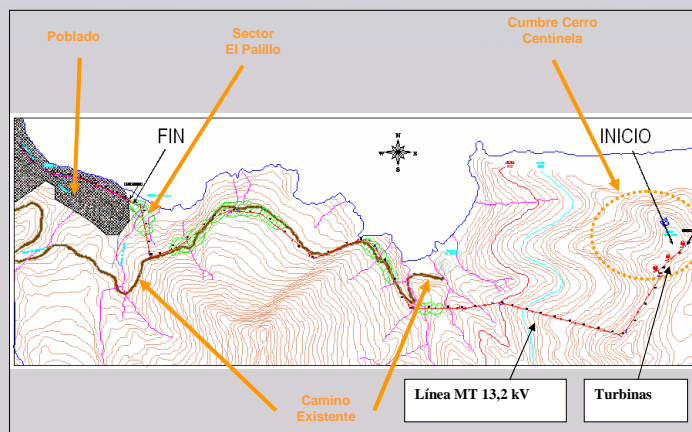 Poblado
Sector
El Palillo
Cumbre Cerro
Centinela
FIN
INICIO
N
W
E
S
Línea MT 13,2 kV
Turbinas
Camino
Existente